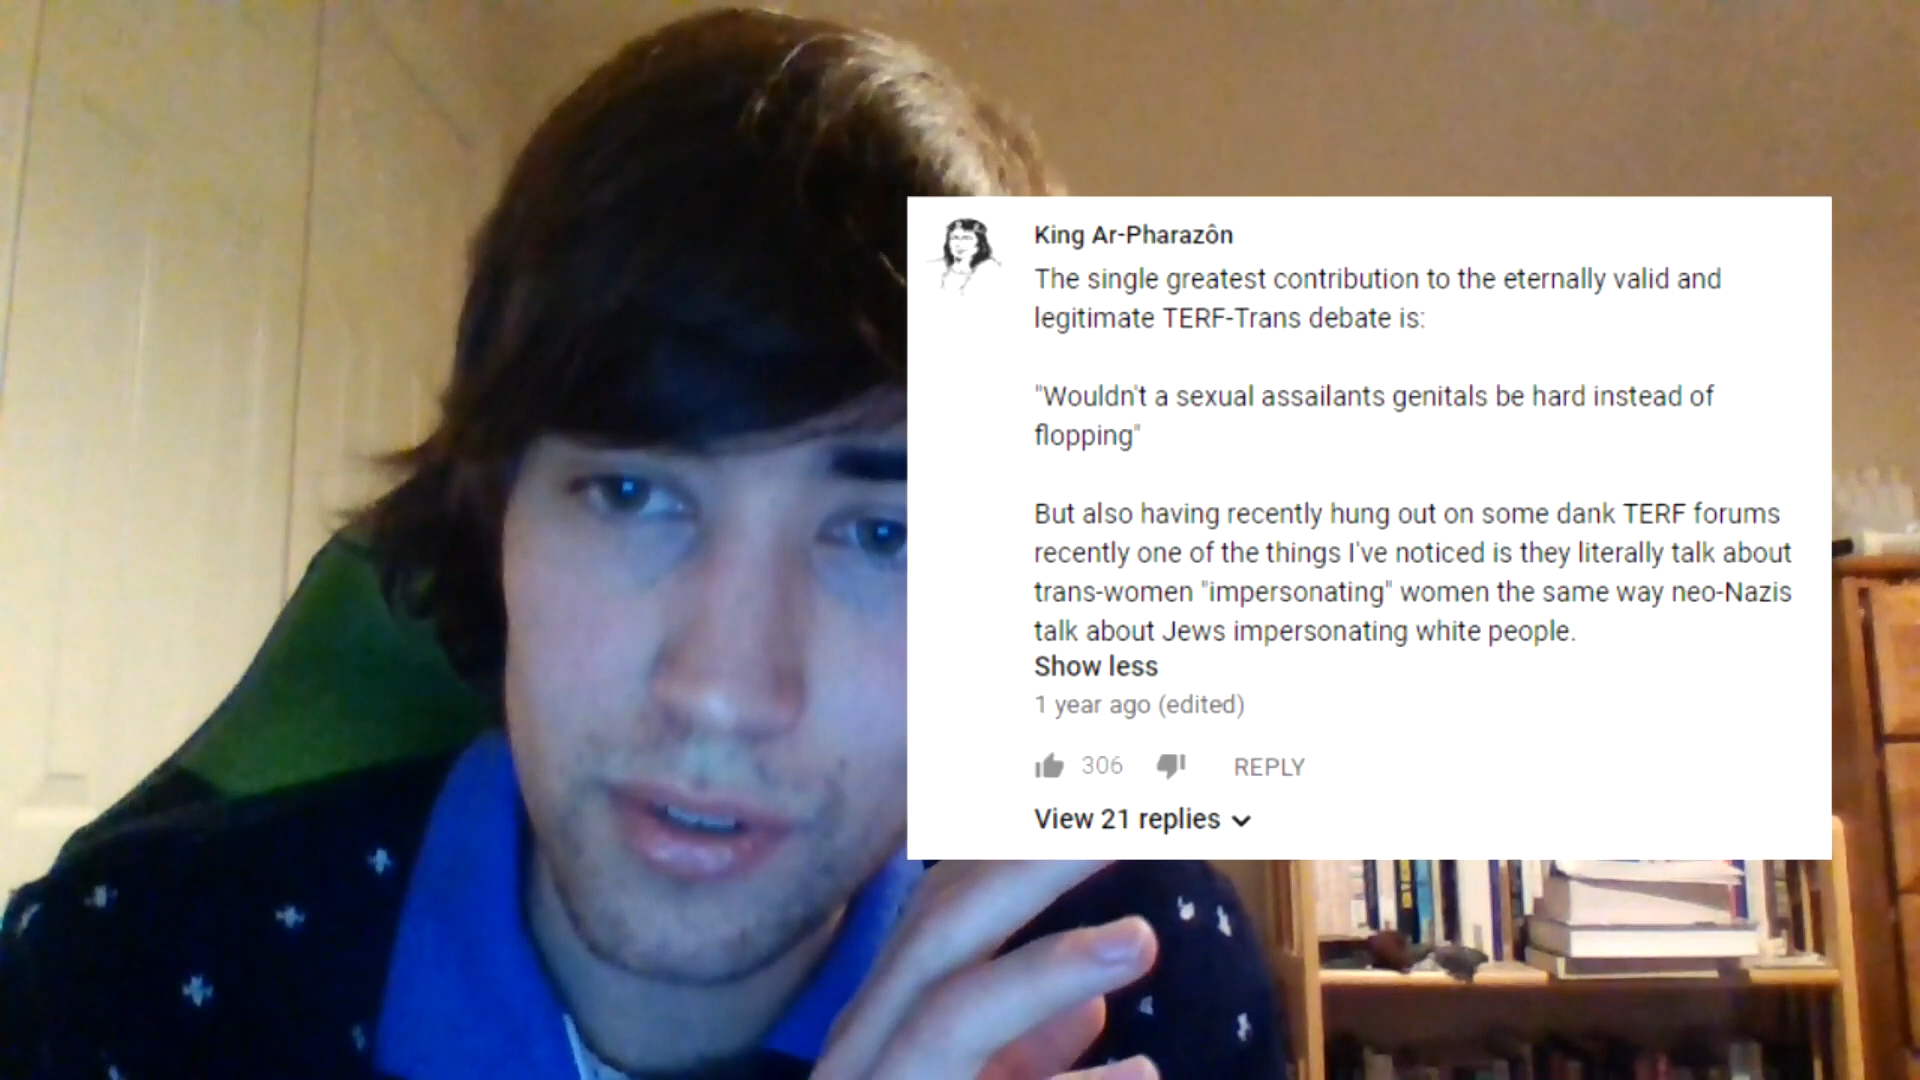 King Ar-Pharazôn
The single greatest contribution to the eternally valid and
legitimate TERF-Trans debate is:
"Wouldn't a sexual assailants genitals be hard instead of
flopping"
But also having recently hung out on some dank TERF forums
recently one of the things I've noticed is they literally talk about
trans-women "impersonating" women the same way neo-Nazis
talk about Jews impersonating white people.
Show less
1 year ago (edited)
306
REPLY
View 21 replies